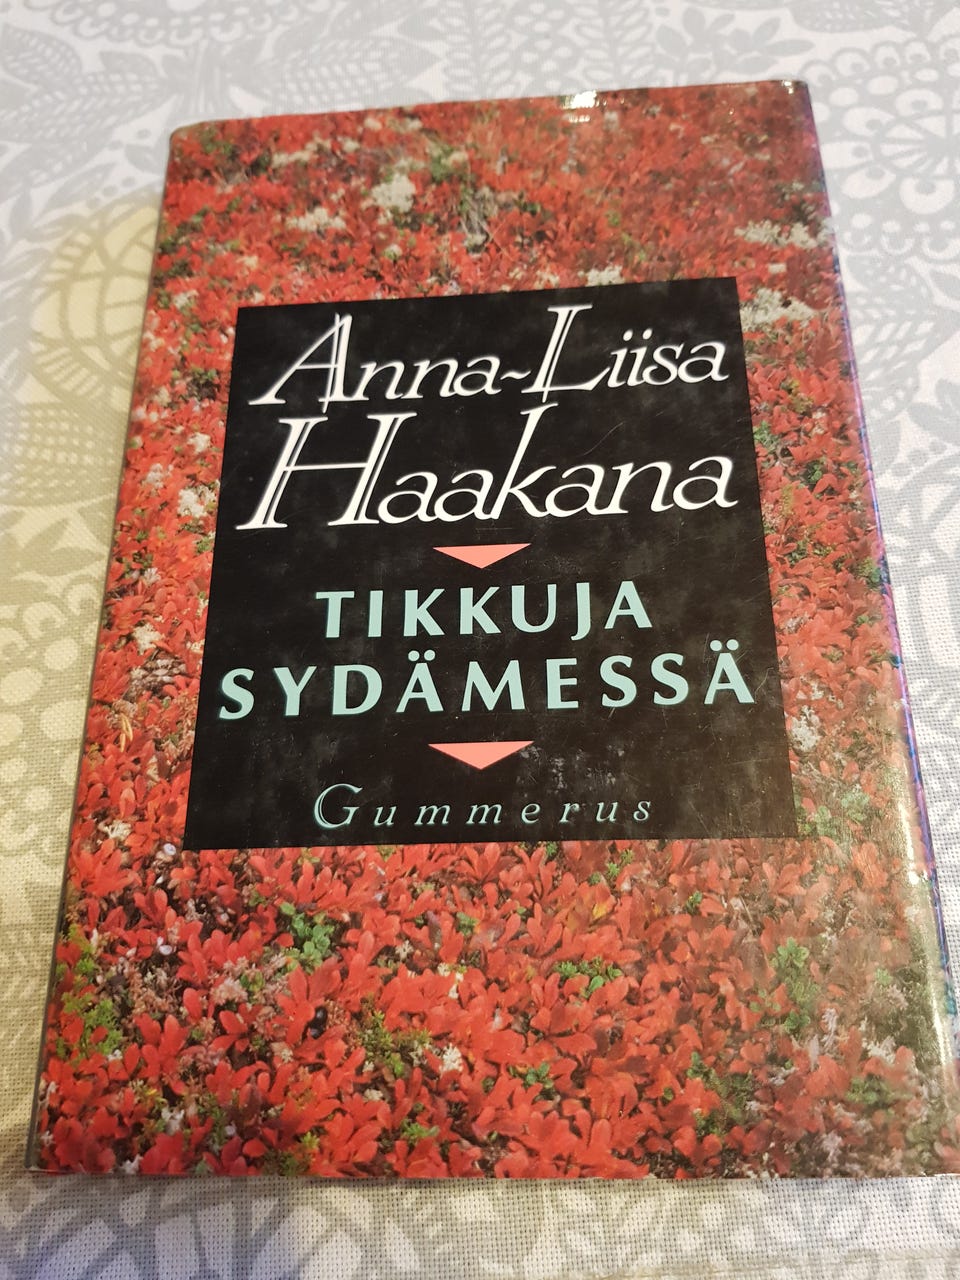 Anna-Liisa
Haakana
TIKKUJA
SYDÄMESSÄ
Gummerus